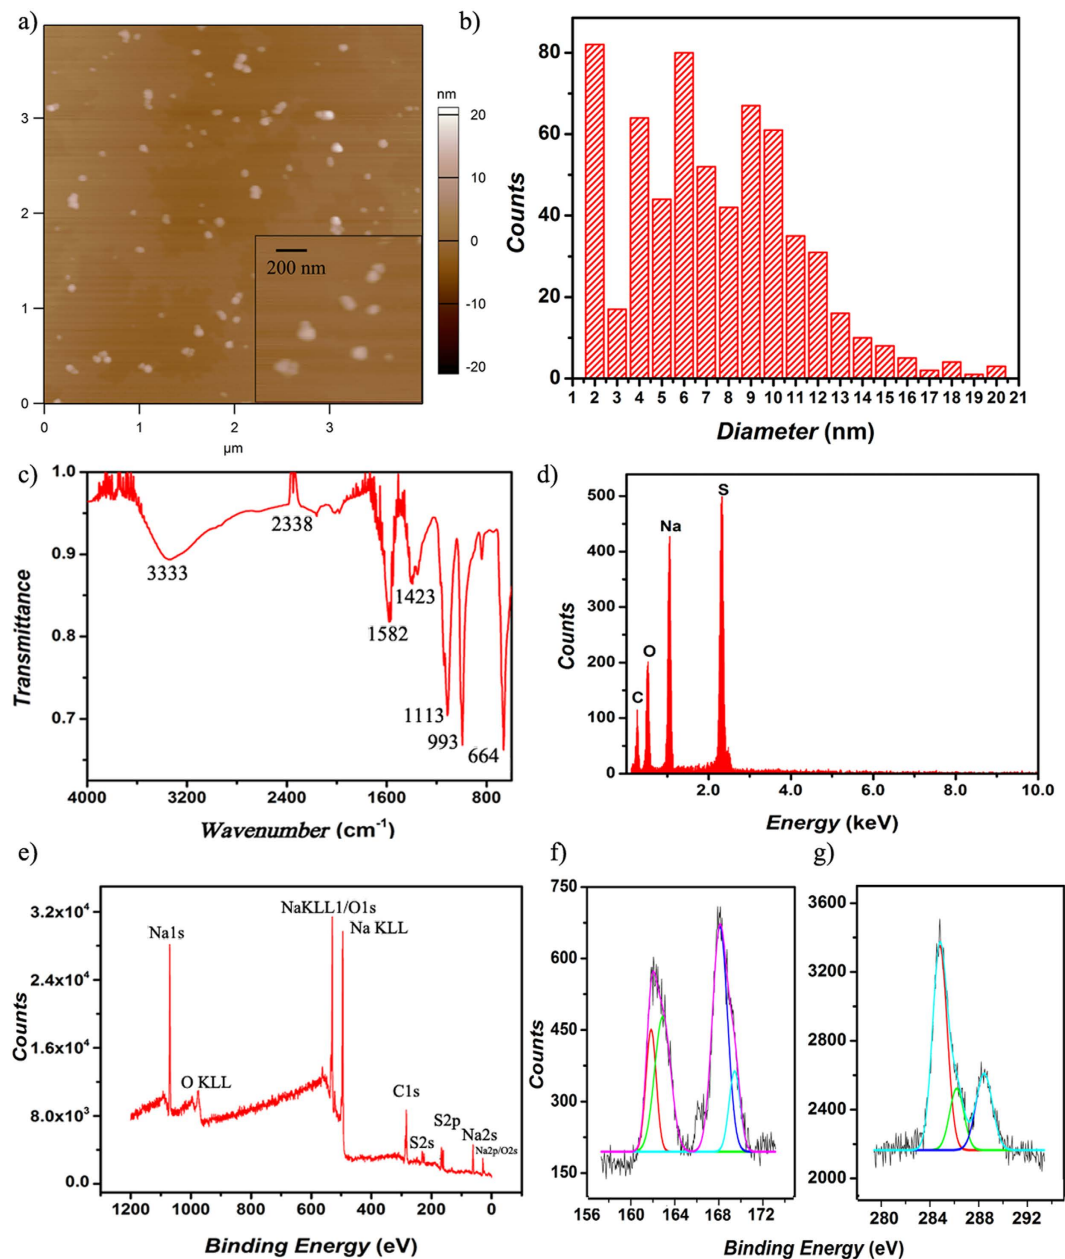 a)
nm
20
10
0
-10
-20
3
2
1
0
0
1
2
3
µm
200 nm
b)
Counts
80
60
40
20
0
1 2 3 4 5 6 7 8 9 10 11 12 13 14 15 16 17 18 19 20 21
Diameter (nm)
c)
Transmittance
1.0
0.9
0.8
0.7
3333
2338
1582
1423
1113
993
664
4000 3200 2400 1600 800
Wavenumber (cm⁻¹)
d)
Counts
500
400
300
200
100
0
C
O
Na
S
2.0 4.0 6.0 8.0 10.0
Energy (keV)
e)
Counts
3.2x10⁴
2.4x10⁴
1.6x10⁴
8.0x10³
0.0
Na1s
O KLL
NaKLL1/O1s
Na KLL
C1s
S2s
S2p
Na2s
Na2p/O2s
1200 1000 800 600 400 200 0
Binding Energy (eV)
f)
Counts
750
600
450
300
150
156 160 164 168 172
g)
3600
3200
2800
2400
2000
280 284 288 292
Binding Energy (eV)